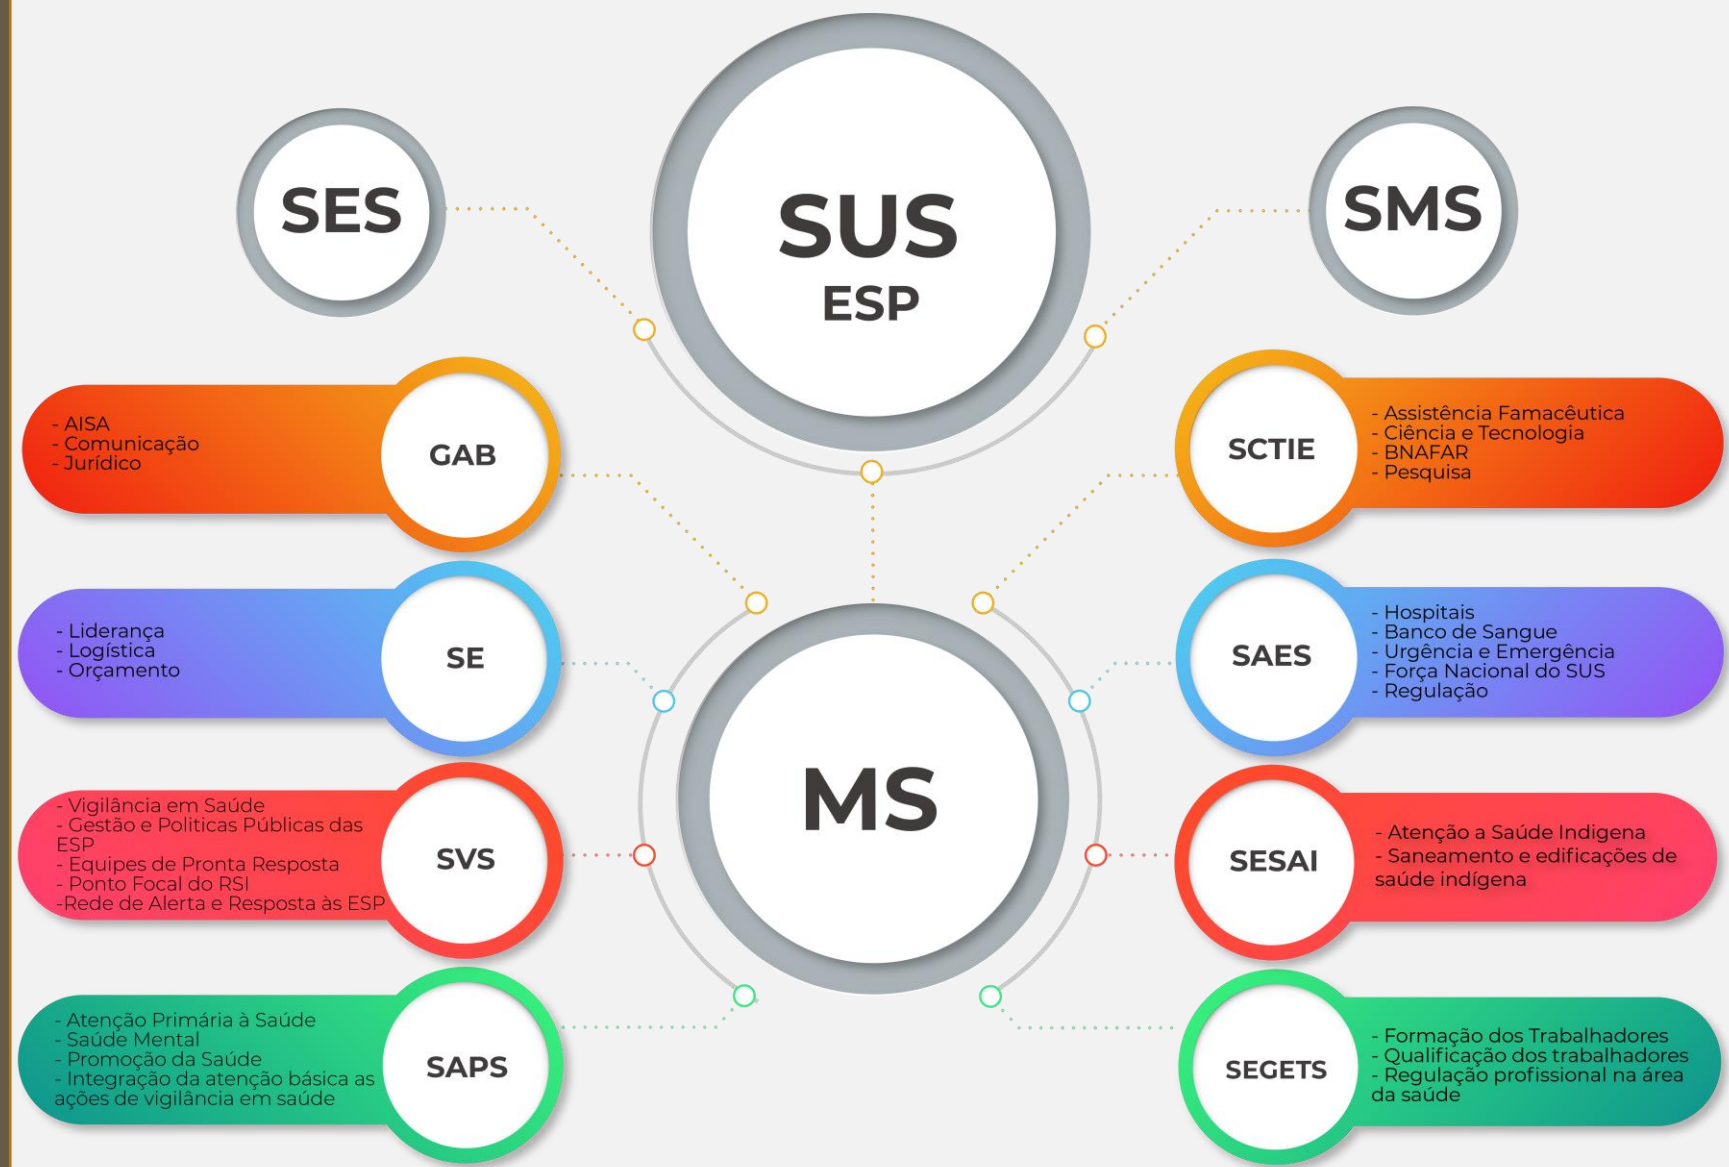 SES
SUS
ESP
SMS
- AISA
- Comunicação
- Jurídico
GAB
SCTIE
- Assistência Famacêutica
- Ciência e Tecnologia
- BNAFAR
- Pesquisa
- Liderança
- Logística
- Orçamento
SE
SAES
- Hospitais
- Banco de Sangue
- Urgência e Emergência
- Força Nacional do SUS
- Regulação
MS
- Vigilância em Saúde
- Gestão e Politicas Públicas das
ESP
- Equipes de Pronta Resposta
- Ponto Focal do RSI
-Rede de Alerta e Resposta às ESP
SVS
SESAI
- Atenção a Saúde Indigena
- Saneamento e edificações de
saúde indígena
- Atenção Primária à Saúde
- Saúde Mental
- Promoção da Saúde
- Integração da atenção básica as
ações de vigilância em saúde
SAPS
SEGETS
- Formação dos Trabalhadores
- Qualificação dos trabalhadores
- Regulação profissional na área
da saúde